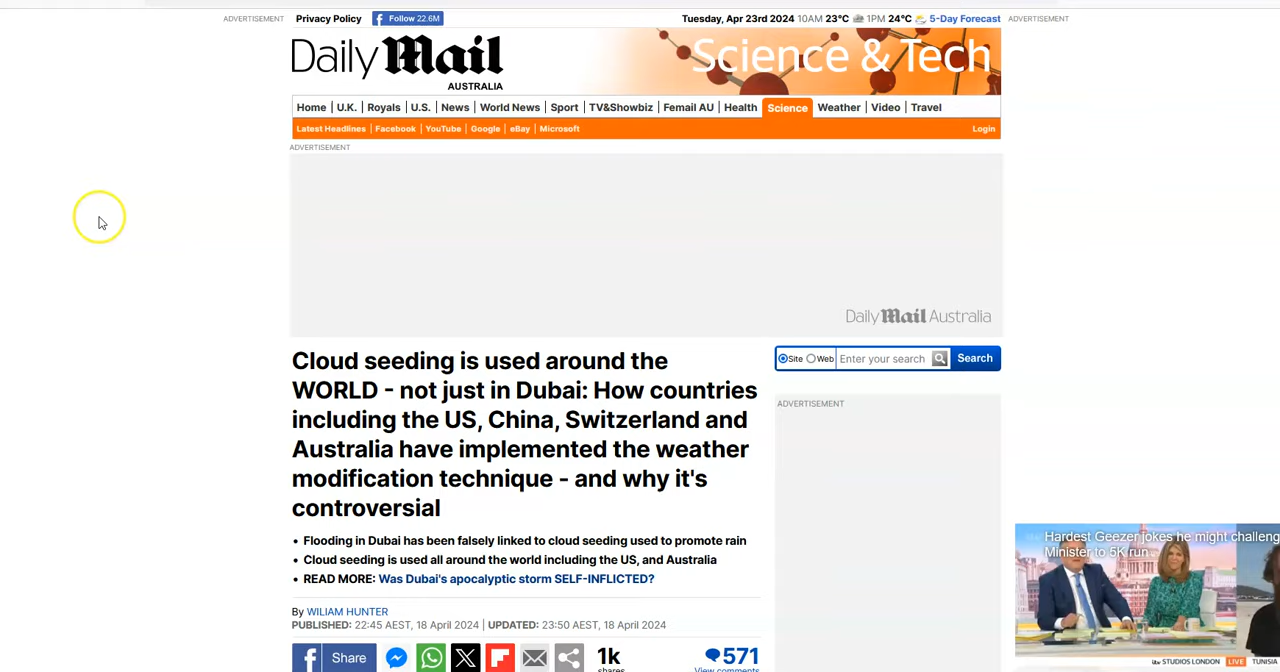 ADVERTISEMENT Privacy Policy Follow 22.6M Tuesday, Apr 23rd 2024 10AM 23°C 1PM 24°C 5-Day Forecast ADVERTISEMENT
Daily Mail
AUSTRALIA
Science & Tech
Home U.K. Royals U.S. News World News Sport TV&Showbiz Femail AU Health Science Weather Video Travel
Latest Headlines Facebook YouTube Google eBay Microsoft Login
ADVERTISEMENT
Daily Mail Australia
Cloud seeding is used around the
WORLD - not just in Dubai: How countries
including the US, China, Switzerland and
Australia have implemented the weather
modification technique - and why it's
controversial
Site Web Enter your search Search
ADVERTISEMENT
• Flooding in Dubai has been falsely linked to cloud seeding used to promote rain
• Cloud seeding is used all around the world including the US, and Australia
• READ MORE: Was Dubai's apocalyptic storm SELF-INFLICTED?
By WILIAM HUNTER
PUBLISHED: 22:45 AEST, 18 April 2024 | UPDATED: 23:50 AEST, 18 April 2024
Share 1k
shares
571
View comments
Hardest Geezer jokes he might challeng
Minister to 5K run
itv STUDIOS LONDON LIVE TUNISIA